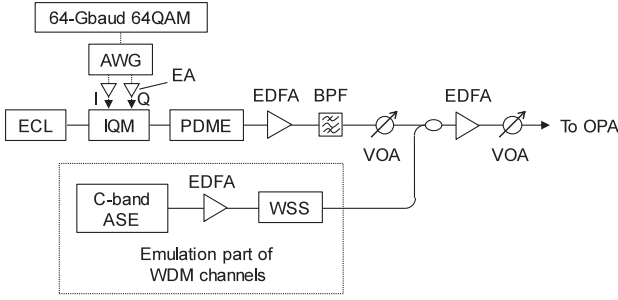 64-Gbaud 64QAM
AWG
EA
I
Q
ECL
IQM
PDME
EDFA
BPF
VOA
EDFA
VOA
To OPA
C-band
ASE
EDFA
WSS
Emulation part of
WDM channels